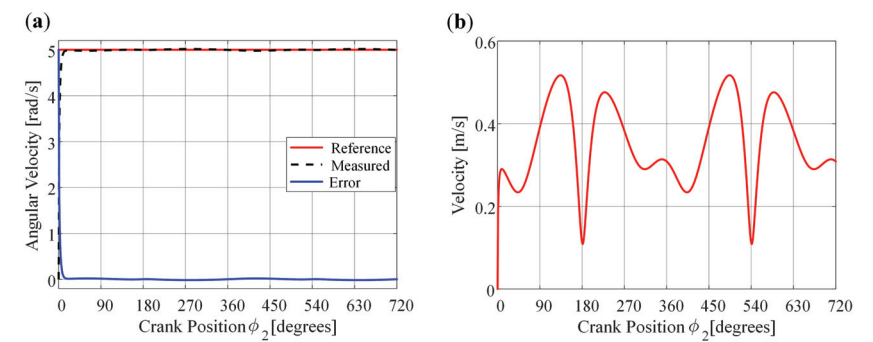 (a)
Angular Velocity [rad/s]
5
4
3
2
1
0
Reference
Measured
Error
0 90 180 270 360 450 540 630 720
Crank Position ϕ2 [degrees]
(b)
Velocity [m/s]
0.6
0.4
0.2
0
0 90 180 270 360 450 540 630 720
Crank Position ϕ2 [degrees]